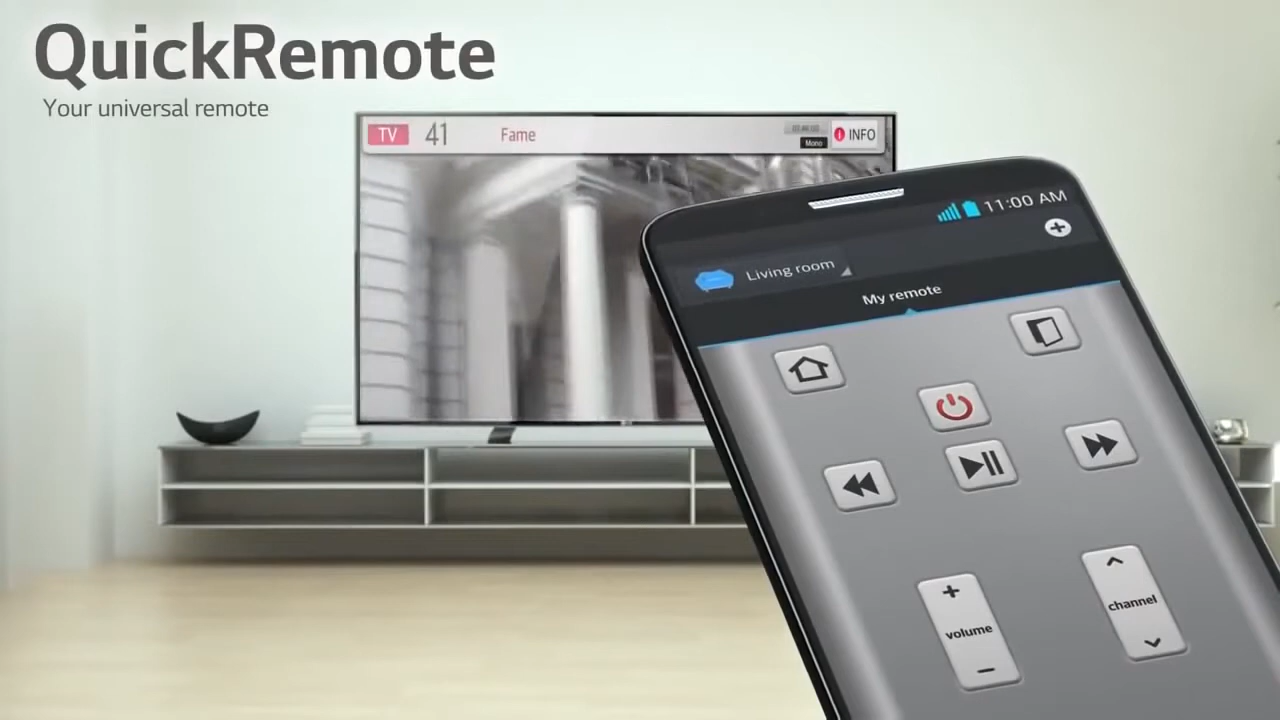 QuickRemote
Your universal remote
TV 41 Fame
Mono
INFO
11:00 AM
Living room
My remote
+
volume
−
channel